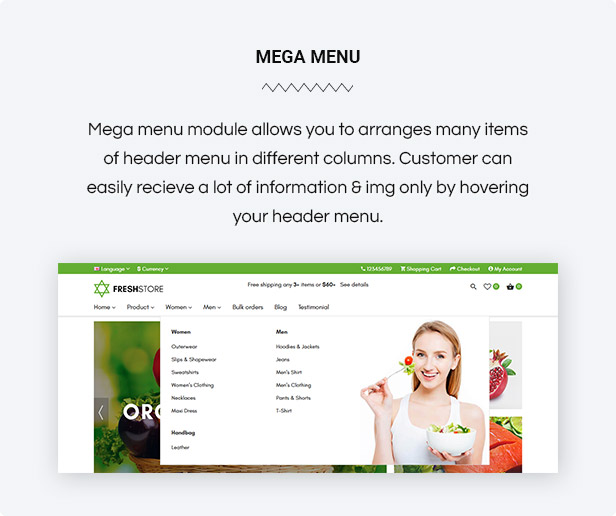 MEGA MENU
Mega menu module allows you to arranges many items
of header menu in different columns. Customer can
easily recieve a lot of information & img only by hovering
your header menu.
Language $ Currency 123456789 Shopping Cart Checkout My Account
FRESHSTORE Free shipping any 3+ items or $60+ See details 0 0
Home Product Women Men Bulk orders Blog Testimonial
Women Men
Outerwear Hoodies & Jackets
Slips & Shapewear Jeans
Sweatshirts Men's Shirt
Women's Clothing Men's Clothing
Necklaces Pants & Shorts
Maxi Dress T-Shirt
ORG
Handbag
Leather